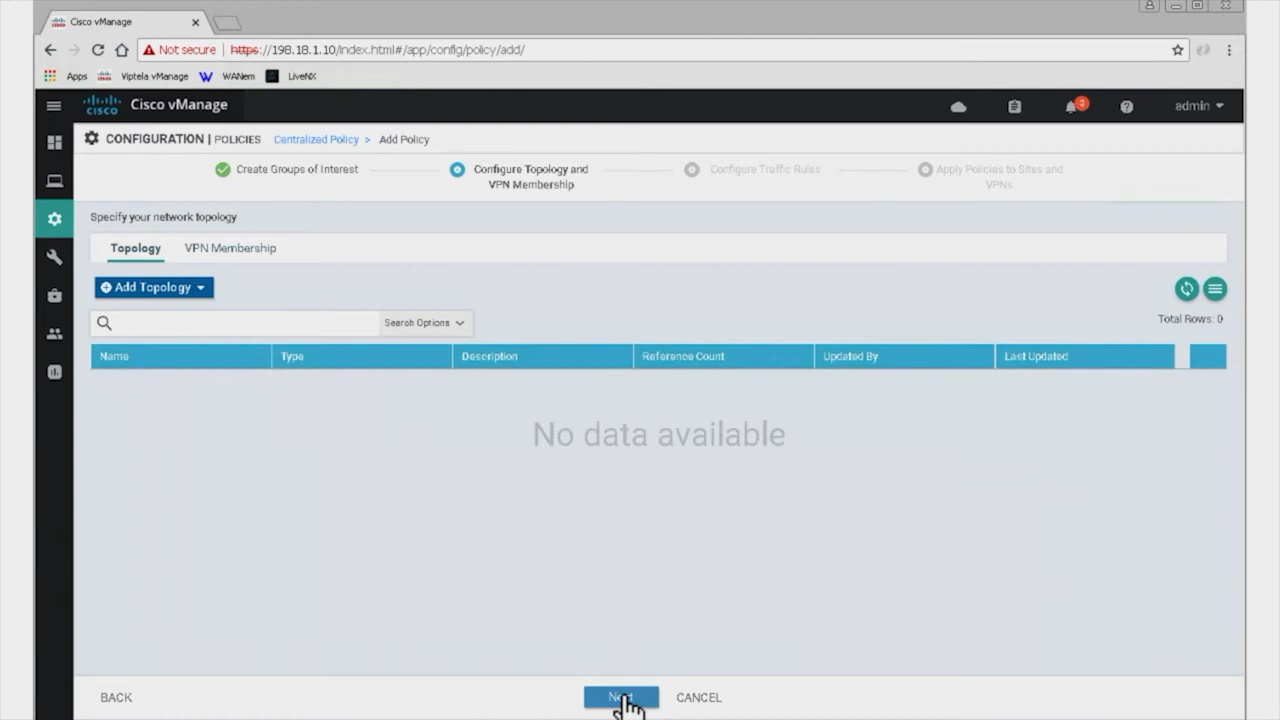 Cisco vManage
Not secure https://198.18.1.10/index.html#/app/config/policy/add/
Apps Viptela vManage WANem LiveNX
CISCO Cisco vManage 3 admin
CONFIGURATION | POLICIES Centralized Policy > Add Policy
Create Groups of Interest
Configure Topology and
VPN Membership
Configure Traffic Rules
Apply Policies to Sites and
VPNs
Specify your network topology
Topology VPN Membership
Add Topology
Search Options
Total Rows: 0
Name Type Description Reference Count Updated By Last Updated
No data available
BACK Next CANCEL